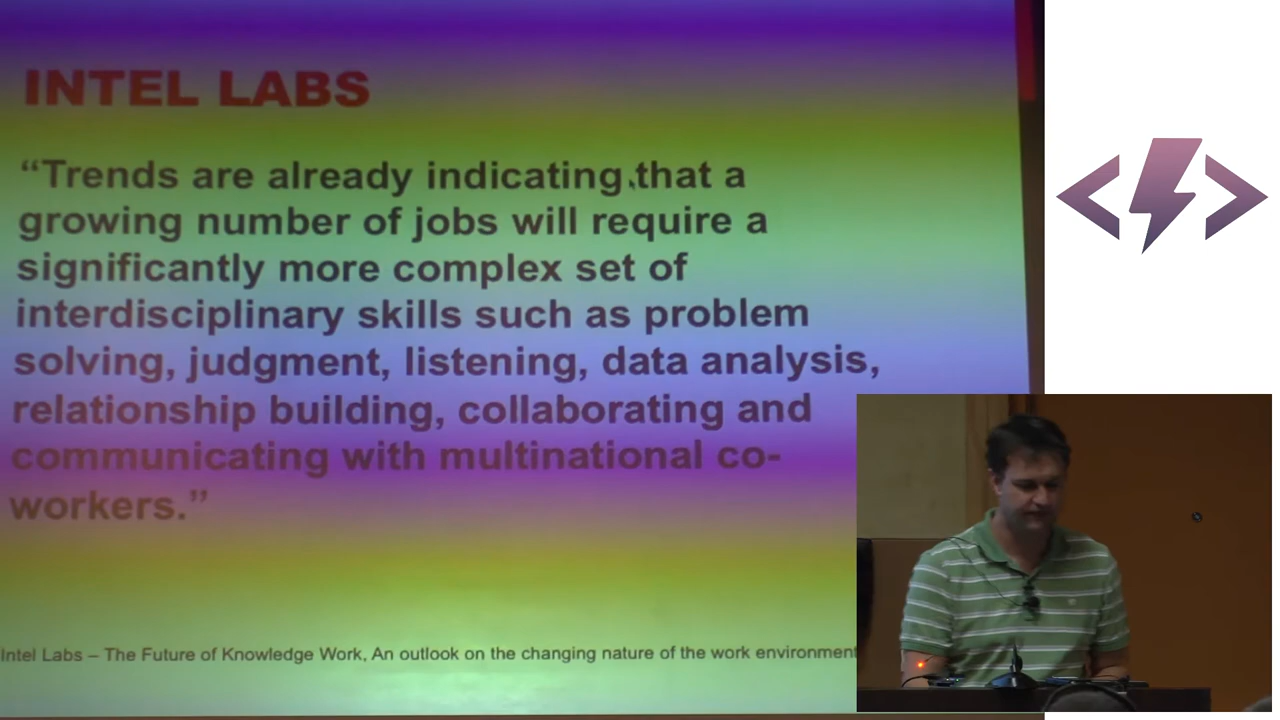 INTEL LABS
“Trends are already indicating that a
growing number of jobs will require a
significantly more complex set of
interdisciplinary skills such as problem
solving, judgment, listening, data analysis,
relationship building, collaborating and
communicating with multinational co-
workers.”
Intel Labs – The Future of Knowledge Work, An outlook on the changing nature of the work environment